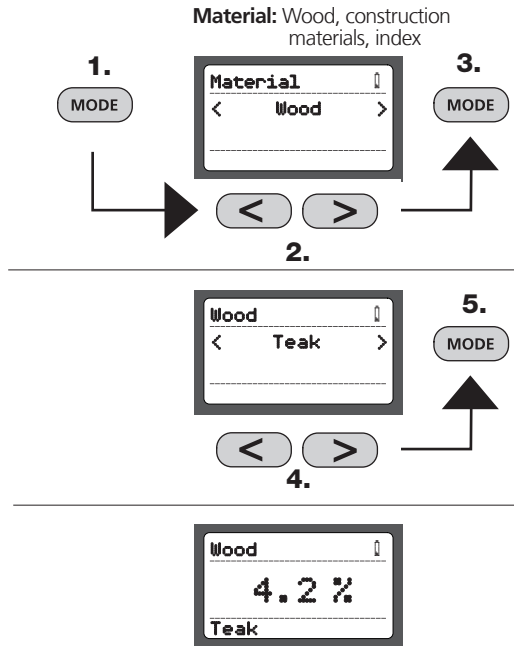 Material: Wood, construction
materials, index
1.
MODE
Material
< Wood >
3.
MODE
< >
2.
Wood
< Teak >
5.
MODE
< >
4.
Wood
4.2 %
Teak